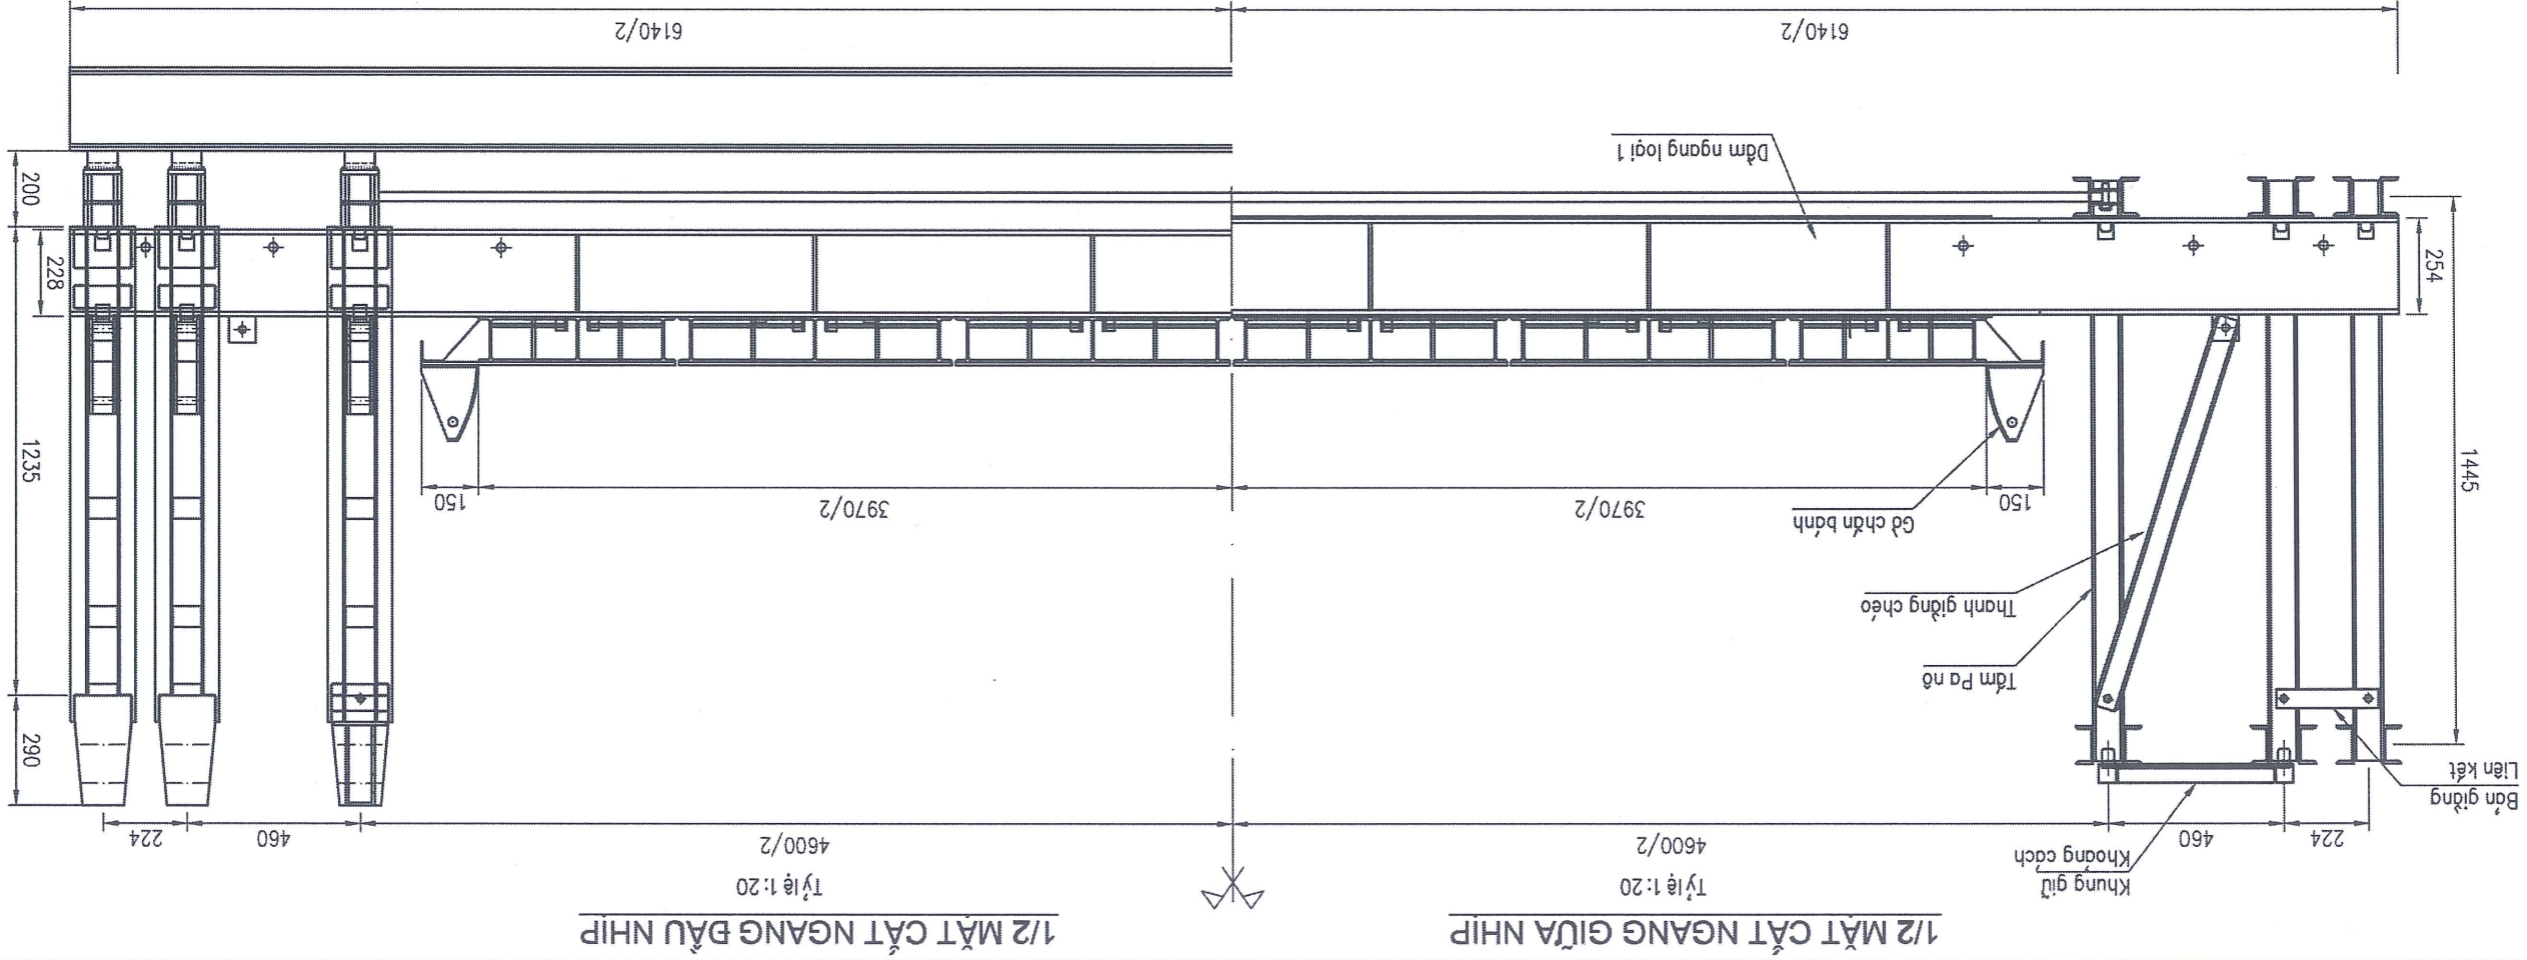 1/2 MẶT CẮT NGANG GIỮA NHỊP
1/2 MẶT CẮT NGANG ĐẦU NHỊP
Tỷ lệ 1:20
Tỷ lệ 1:20
Khung giữ
Khoảng cách
224
460
4600/2
4600/2
460
224
Bản giằng
Liên kết
290
Tấm Pa nô
Thanh giằng chéo
Gờ chắn bánh
1445
150
3970/2
3970/2
150
1235
254
228
200
Dầm ngang loại 1
6140/2
6140/2